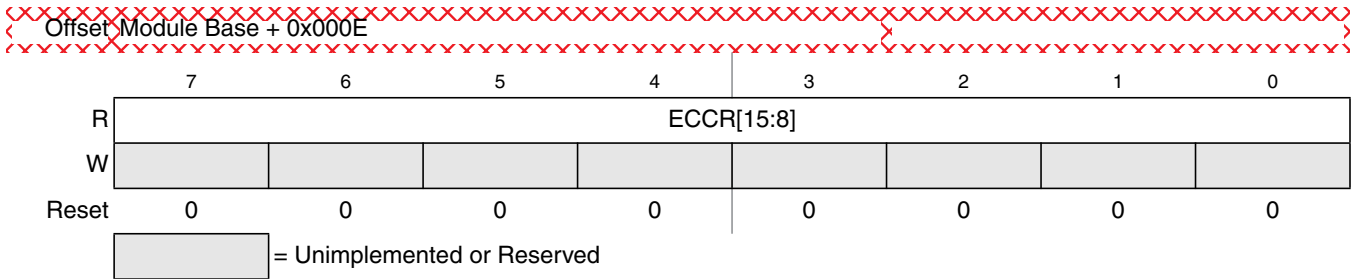 Offset Module Base + 0x000E
7 6 5 4 3 2 1 0
R ECCR[15:8]
W
Reset 0 0 0 0 0 0 0 0
= Unimplemented or Reserved